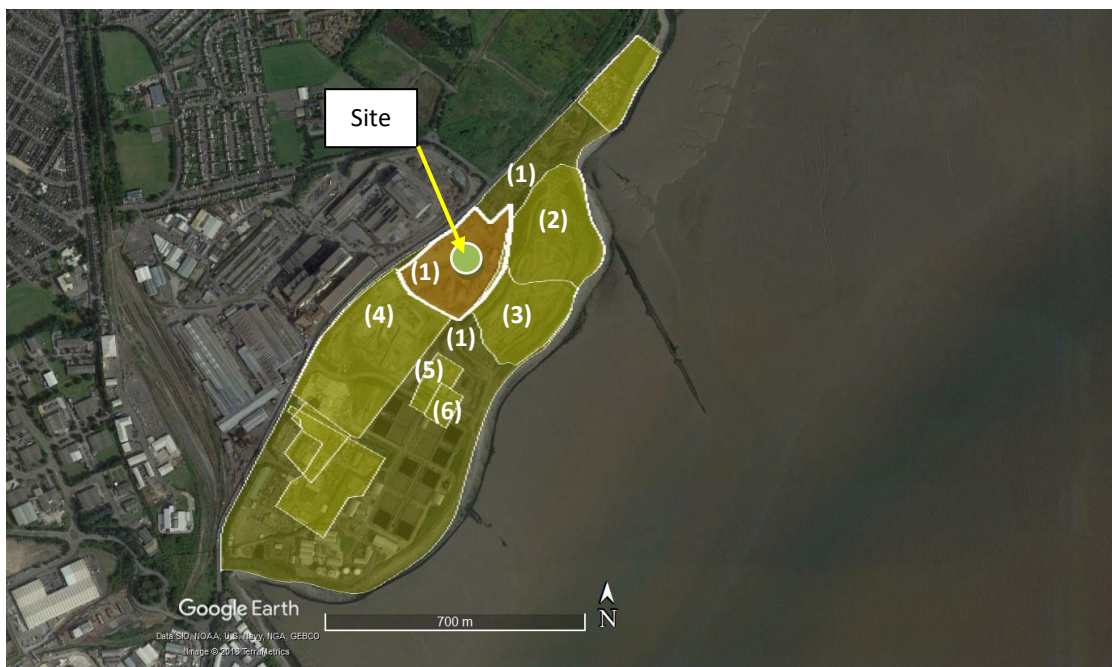 Site
(1)
(2)
(1)
(4)
(3)
(1)
(5)
(6)
Google Earth
700 m
N
Data SIO, NOAA, U.S. Navy, NGA, GEBCO
Image © 2018 TerraMetrics